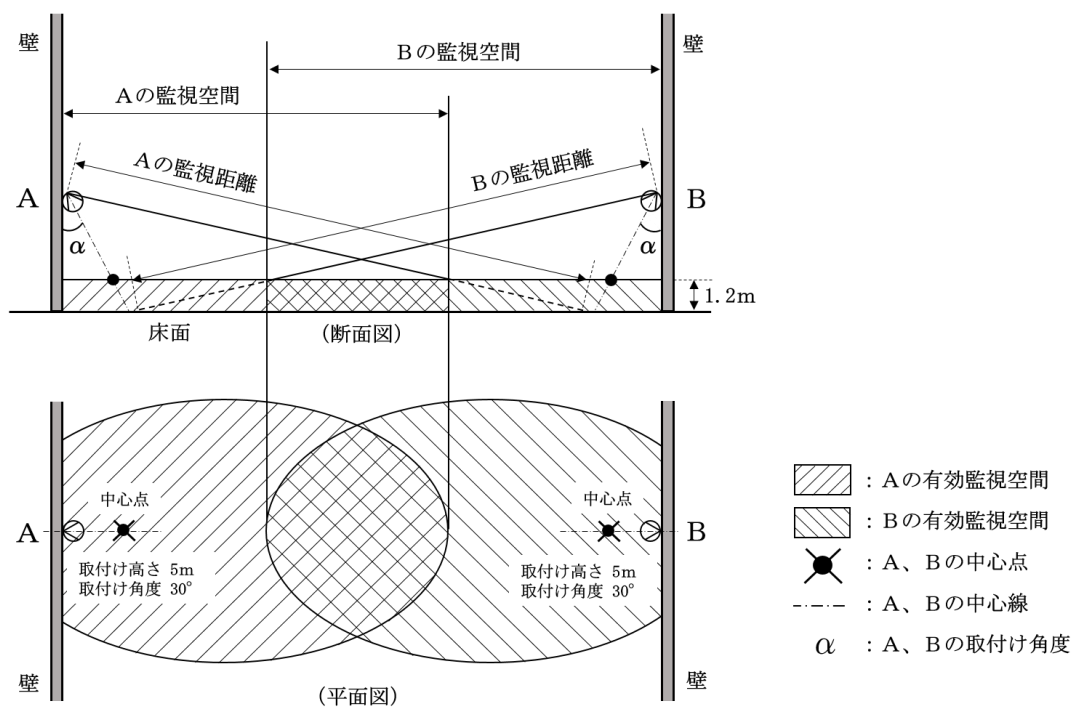 壁
壁
Bの監視空間
Aの監視空間
Aの監視距離
Bの監視距離
A
B
α
α
1.2m
床面
(断面図)
中心点
中心点
A
B
取付け高さ 5m
取付け角度 30°
取付け高さ 5m
取付け角度 30°
壁
壁
(平面図)
：Aの有効監視空間
：Bの有効監視空間
：A、Bの中心点
：A、Bの中心線
α ：A、Bの取付け角度